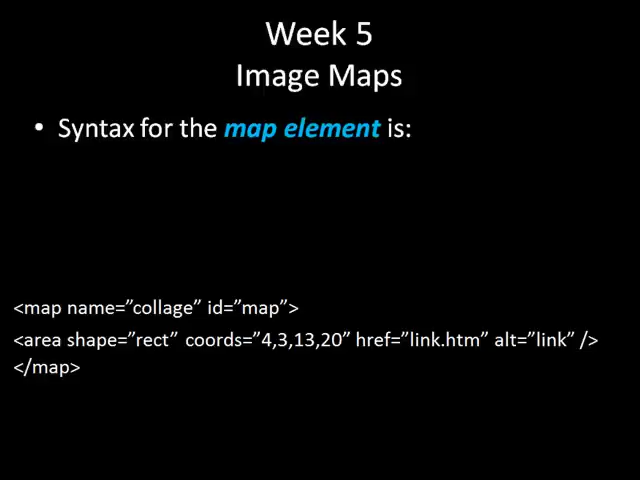 Week 5
Image Maps
• Syntax for the map element is:
<map name=”collage” id=”map”>
<area shape=”rect” coords=”4,3,13,20” href=”link.htm” alt=”link” />
</map>